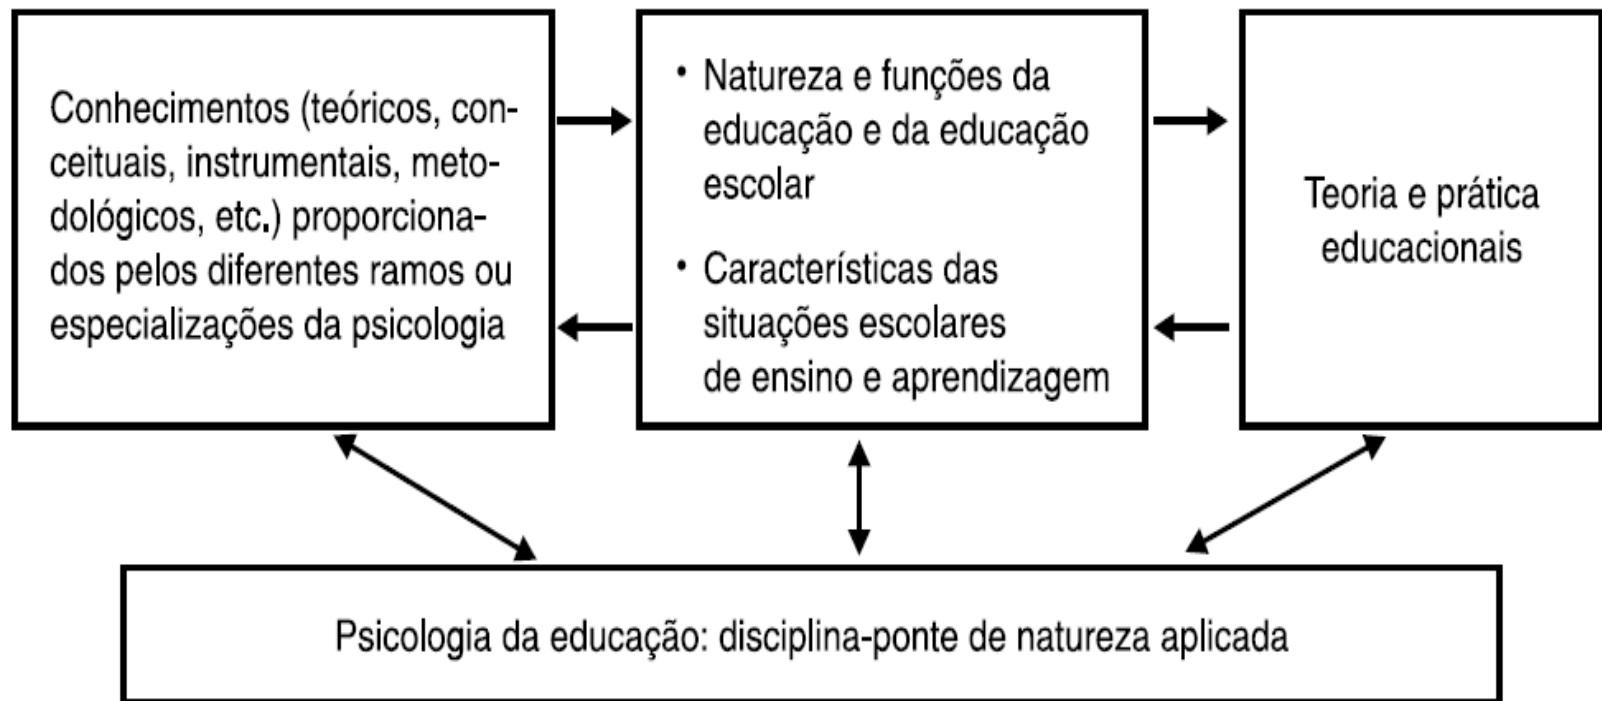 Conhecimentos (teóricos, con-
ceituais, instrumentais, meto-
dológicos, etc.) proporciona-
dos pelos diferentes ramos ou
especializações da psicologia
• Natureza e funções da
educação e da educação
escolar
• Características das
situações escolares
de ensino e aprendizagem
Teoria e prática
educacionais
Psicologia da educação: disciplina-ponte de natureza aplicada